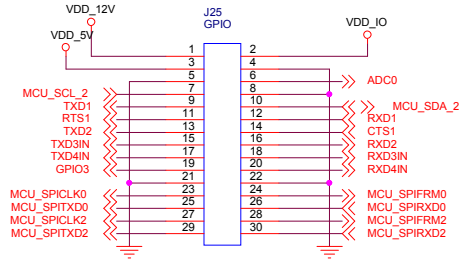 VDD_12V
J25
GPIO
VDD_IO
VDD_5V
1 2
3 4
5 6 ADC0
MCU_SCL_2 7 8
TXD1 9 10 MCU_SDA_2
RTS1 11 12 RXD1
TXD2 13 14 CTS1
TXD3IN 15 16 RXD2
TXD4IN 17 18 RXD3IN
GPIO3 19 20 RXD4IN
21 22
MCU_SPICLK0 23 24 MCU_SPIFRM0
MCU_SPITXD0 25 26 MCU_SPIRXD0
MCU_SPICLK2 27 28 MCU_SPIFRM2
MCU_SPITXD2 29 30 MCU_SPIRXD2